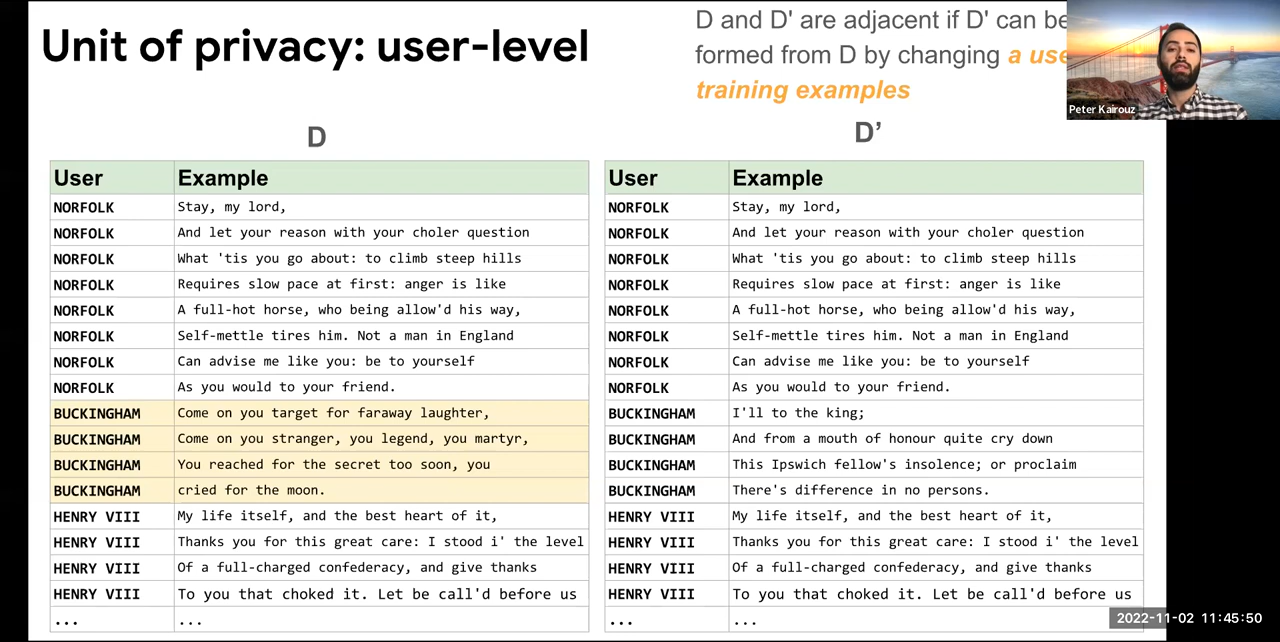 Unit of privacy: user-level
D and D' are adjacent if D' can be
formed from D by changing a
training examples
Peter Kairouz
D
User Example
NORFOLK Stay, my lord,
NORFOLK And let your reason with your choler question
NORFOLK What 'tis you go about: to climb steep hills
NORFOLK Requires slow pace at first: anger is like
NORFOLK A full-hot horse, who being allow'd his way,
NORFOLK Self-mettle tires him. Not a man in England
NORFOLK Can advise me like you: be to yourself
NORFOLK As you would to your friend.
BUCKINGHAM Come on you target for faraway laughter,
BUCKINGHAM Come on you stranger, you legend, you martyr,
BUCKINGHAM You reached for the secret too soon, you
BUCKINGHAM cried for the moon.
HENRY VIII My life itself, and the best heart of it,
HENRY VIII Thanks you for this great care: I stood i' the level
HENRY VIII Of a full-charged confederacy, and give thanks
HENRY VIII To you that choked it. Let be call'd before us
... ...
D’
User Example
NORFOLK Stay, my lord,
NORFOLK And let your reason with your choler question
NORFOLK What 'tis you go about: to climb steep hills
NORFOLK Requires slow pace at first: anger is like
NORFOLK A full-hot horse, who being allow'd his way,
NORFOLK Self-mettle tires him. Not a man in England
NORFOLK Can advise me like you: be to yourself
NORFOLK As you would to your friend.
BUCKINGHAM I'll to the king;
BUCKINGHAM And from a mouth of honour quite cry down
BUCKINGHAM This Ipswich fellow's insolence; or proclaim
BUCKINGHAM There's difference in no persons.
HENRY VIII My life itself, and the best heart of it,
HENRY VIII Thanks you for this great care: I stood i' the level
HENRY VIII Of a full-charged confederacy, and give thanks
HENRY VIII To you that choked it. Let be call'd before us
... ...
2022-11-02 11:45:50